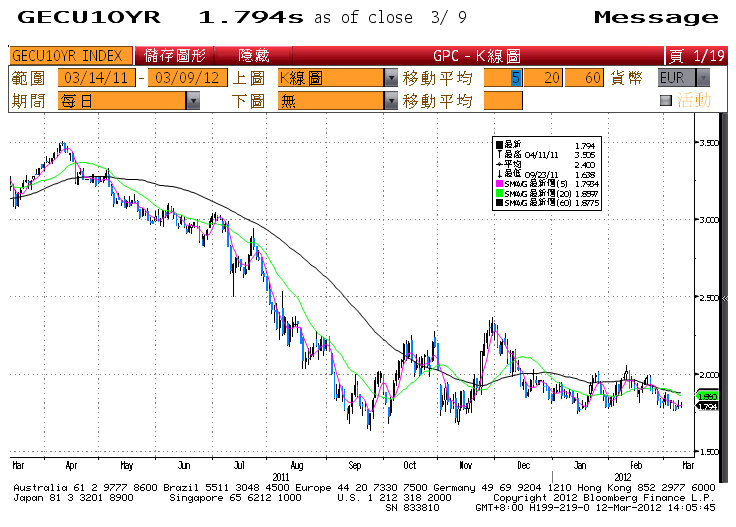 GECU10YR 1.794s as of close 3/ 9 Message
GECU10YR INDEX 儲存圖形 隱藏 GPC - K線圖 頁 1/19
範圍 03/14/11 - 03/09/12 上圖 K線圖 移動平均 5 20 60 貨幣 EUR
期間 每日 下圖 無 移動平均 活動
最新 1.794
最高 04/11/11 3.505
平均 2.400
最低 09/23/11 1.638
SMAVG 最新價(5) 1.7934
SMAVG 最新價(20) 1.8597
SMAVG 最新價(60) 1.8775
3.500
3.000
2.500
2.000
1.860
1.794
1.500
Mar Apr May Jun Jul Aug Sep Oct Nov Dec Jan Feb Mar
2011 2012
Australia 61 2 9777 8600 Brazil 5511 3048 4500 Europe 44 20 7330 7500 Germany 49 69 9204 1210 Hong Kong 852 2977 6000
Japan 81 3 3201 8900 Singapore 65 6212 1000 U.S. 1 212 318 2000 Copyright 2012 Bloomberg Finance L.P.
SN 833810 GMT+8:00 H199-219-0 12-Mar-2012 14:05:45